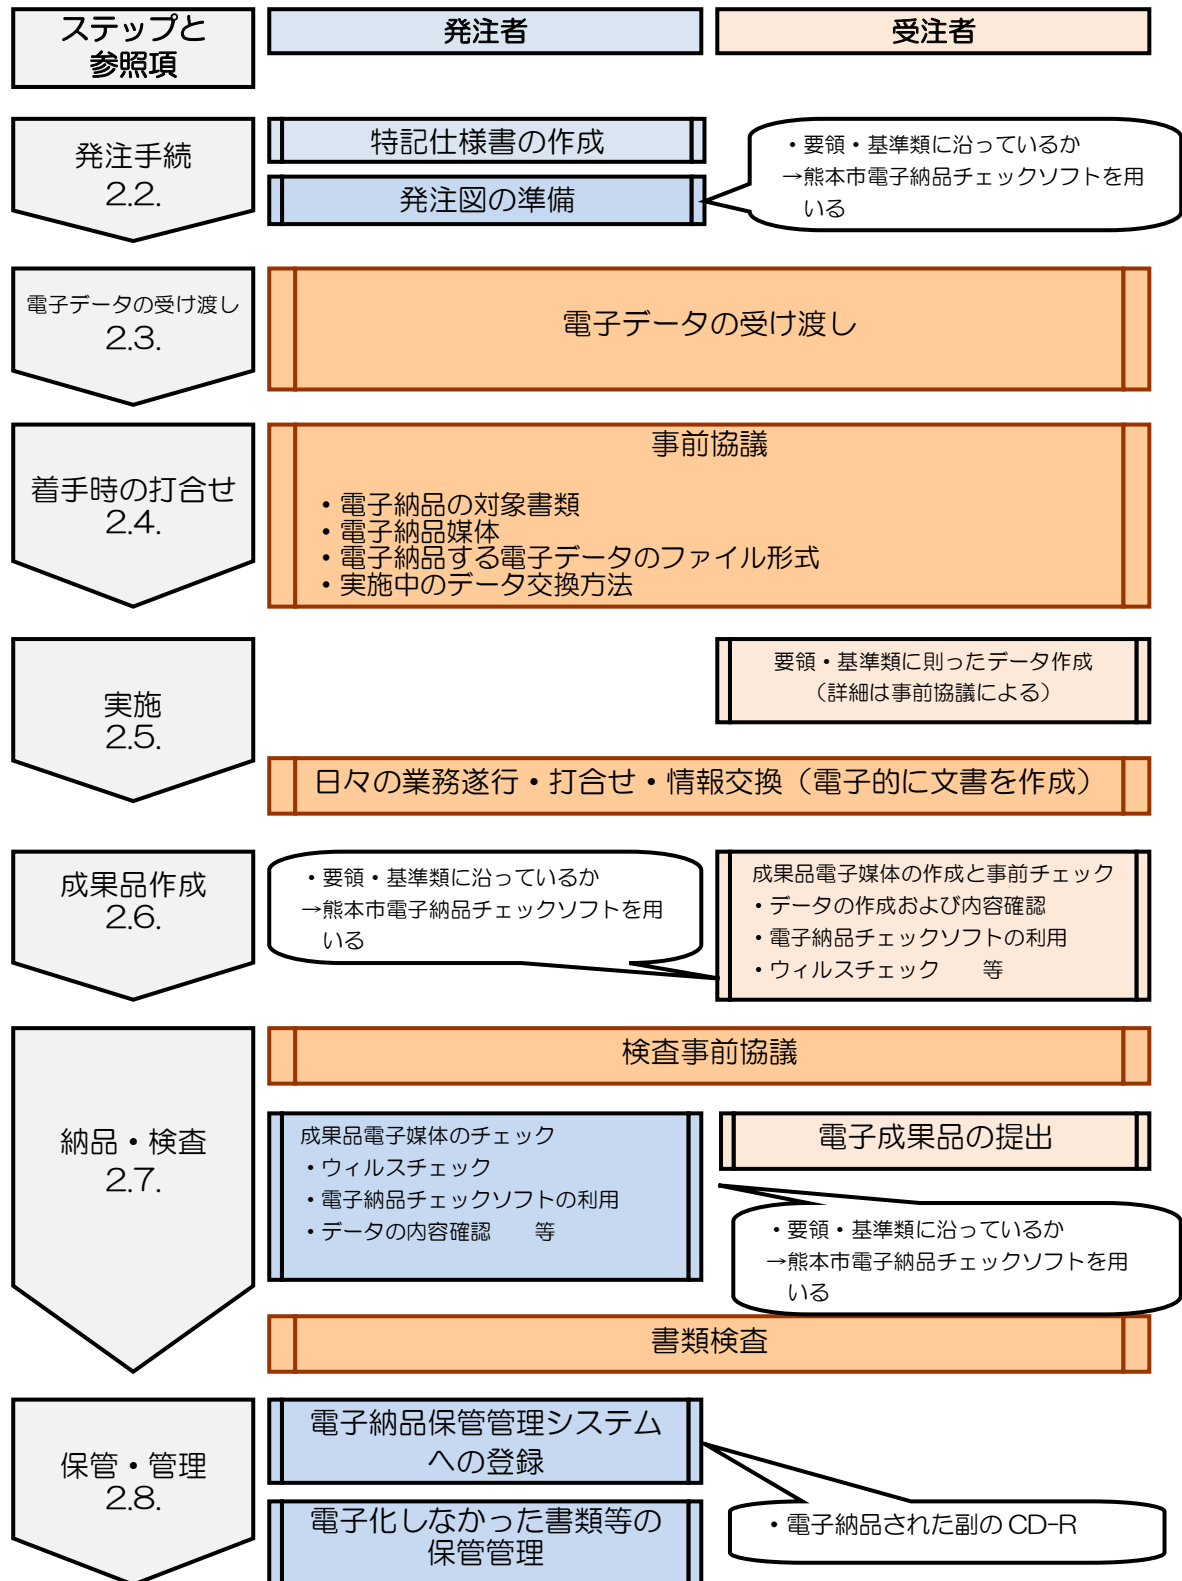 ステップと
参照項
発注者
受注者
発注手続
2.2.
特記仕様書の作成
発注図の準備
・要領・基準類に沿っているか
→熊本市電子納品チェックソフトを用
いる
電子データの受け渡し
2.3.
電子データの受け渡し
着手時の打合せ
2.4.
事前協議
・電子納品の対象書類
・電子納品媒体
・電子納品する電子データのファイル形式
・実施中のデータ交換方法
実施
2.5.
要領・基準類に則ったデータ作成
（詳細は事前協議による）
日々の業務遂行・打合せ・情報交換（電子的に文書を作成）
成果品作成
2.6.
・要領・基準類に沿っているか
→熊本市電子納品チェックソフトを用
いる
成果品電子媒体の作成と事前チェック
・データの作成および内容確認
・電子納品チェックソフトの利用
・ウィルスチェック　　等
納品・検査
2.7.
検査事前協議
成果品電子媒体のチェック
・ウィルスチェック
・電子納品チェックソフトの利用
・データの内容確認　　等
電子成果品の提出
・要領・基準類に沿っているか
→熊本市電子納品チェックソフトを用
いる
書類検査
保管・管理
2.8.
電子納品保管管理システム
への登録
電子化しなかった書類等の
保管管理
・電子納品された副の CD-R